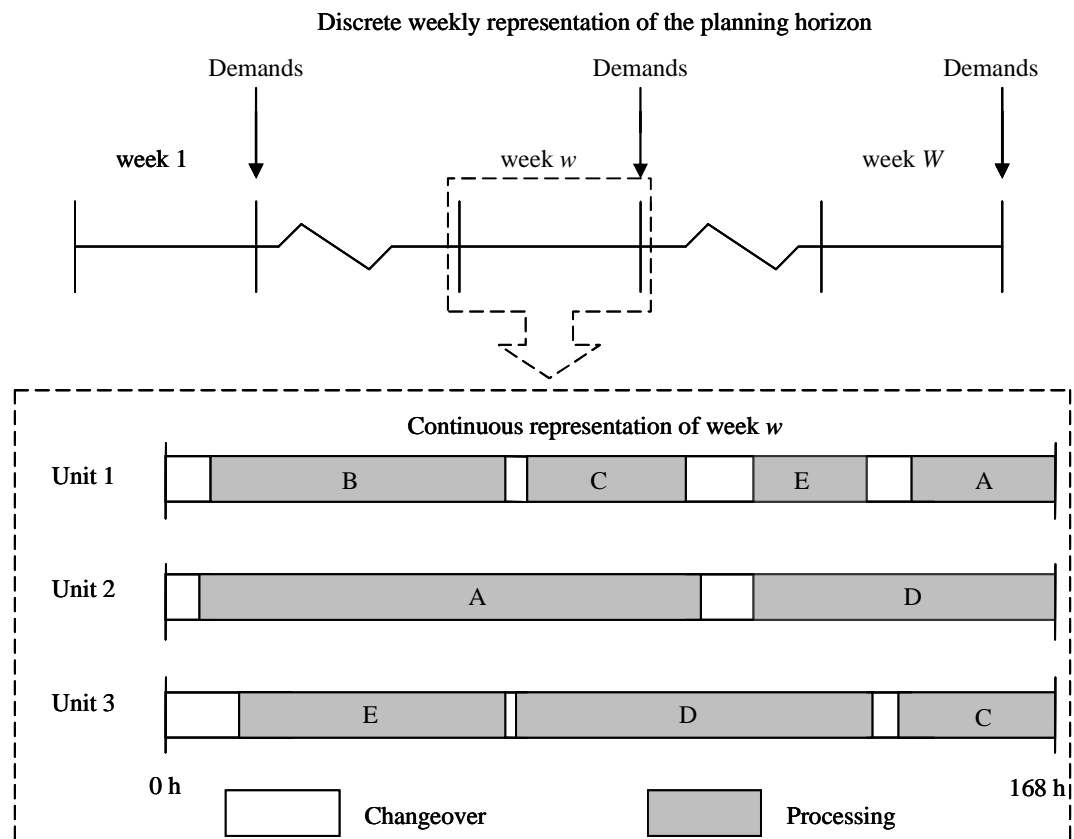 Discrete weekly representation of the planning horizon
Demands
Demands
Demands
week 1
week w
week W
Continuous representation of week w
Unit 1
B
C
E
A
Unit 2
A
D
Unit 3
E
D
C
0 h
168 h
Changeover
Processing